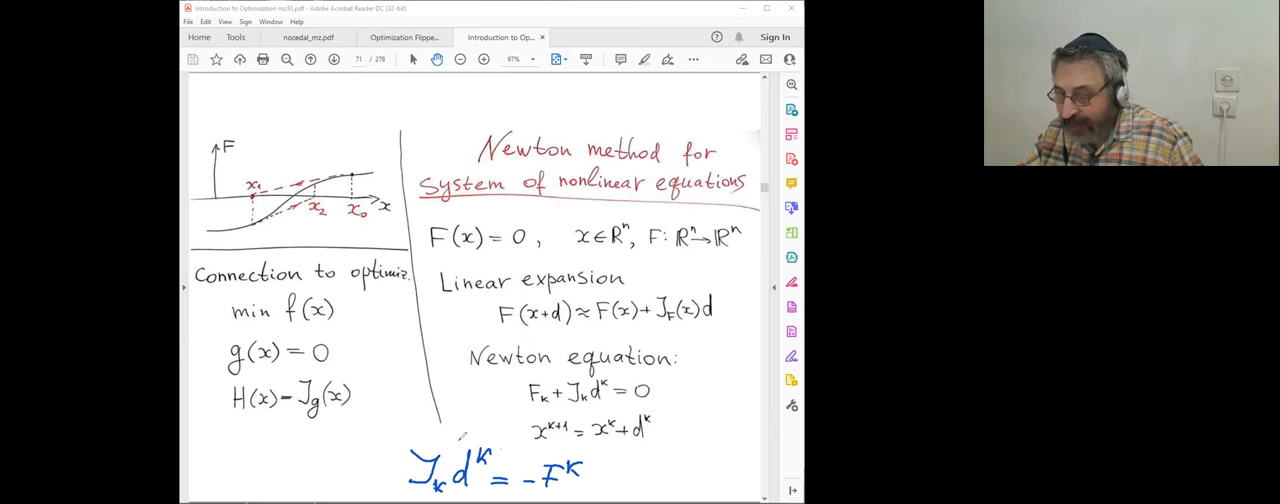 Introduction to Optimization mz30.pdf - Adobe Acrobat Reader DC (32-bit)
File Edit View Sign Window Help
Home Tools nocedal_mz.pdf Optimization Flippe... Introduction to Op... × Sign In
71 / 278 97%
F
x₁ x₂ x₀ x
Connection to optimiz.
min f(x)
g(x) = 0
H(x) = J_g(x)
Newton method for
system of nonlinear equations
F(x) = 0, x ∈ Rⁿ, F: Rⁿ→Rⁿ
Linear expansion
F(x+d) ≈ F(x) + J_F(x)d
Newton equation:
F_k + J_k d^k = 0
x^{k+1} = x^k + d^k
J_k d^k = -F^k